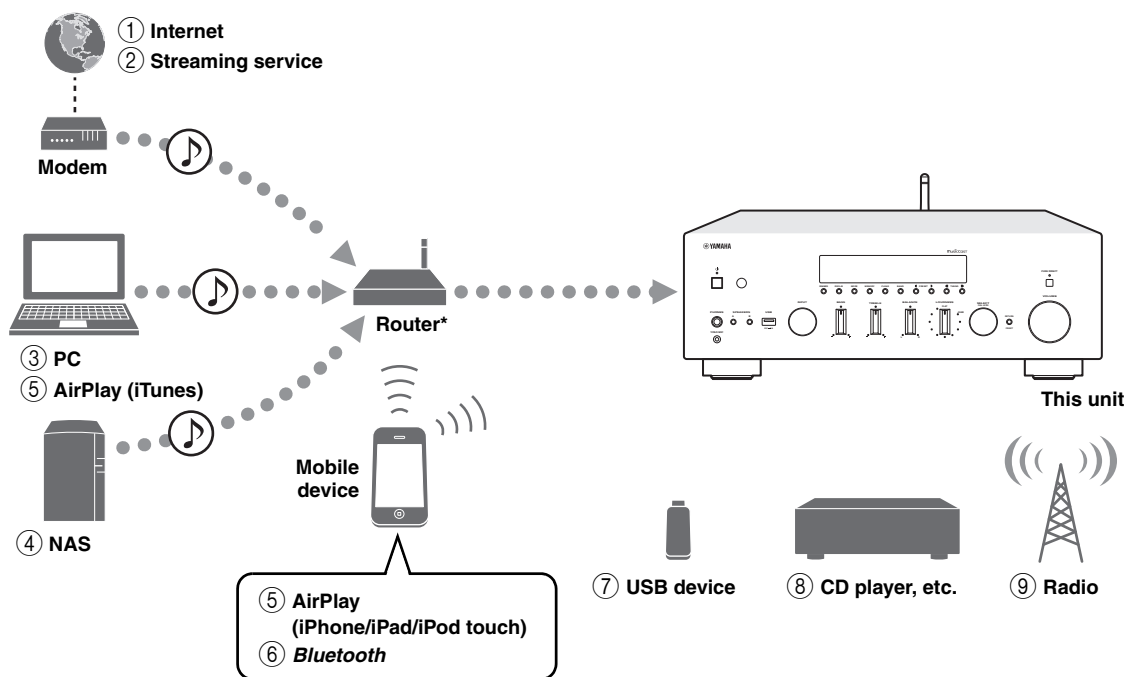 ① Internet
② Streaming service
Modem
YAMAHA
Router*
③ PC
⑤ AirPlay (iTunes)
This unit
Mobile
device
④ NAS
⑦ USB device
⑧ CD player, etc.
⑨ Radio
⑤ AirPlay
(iPhone/iPad/iPod touch)
⑥ Bluetooth